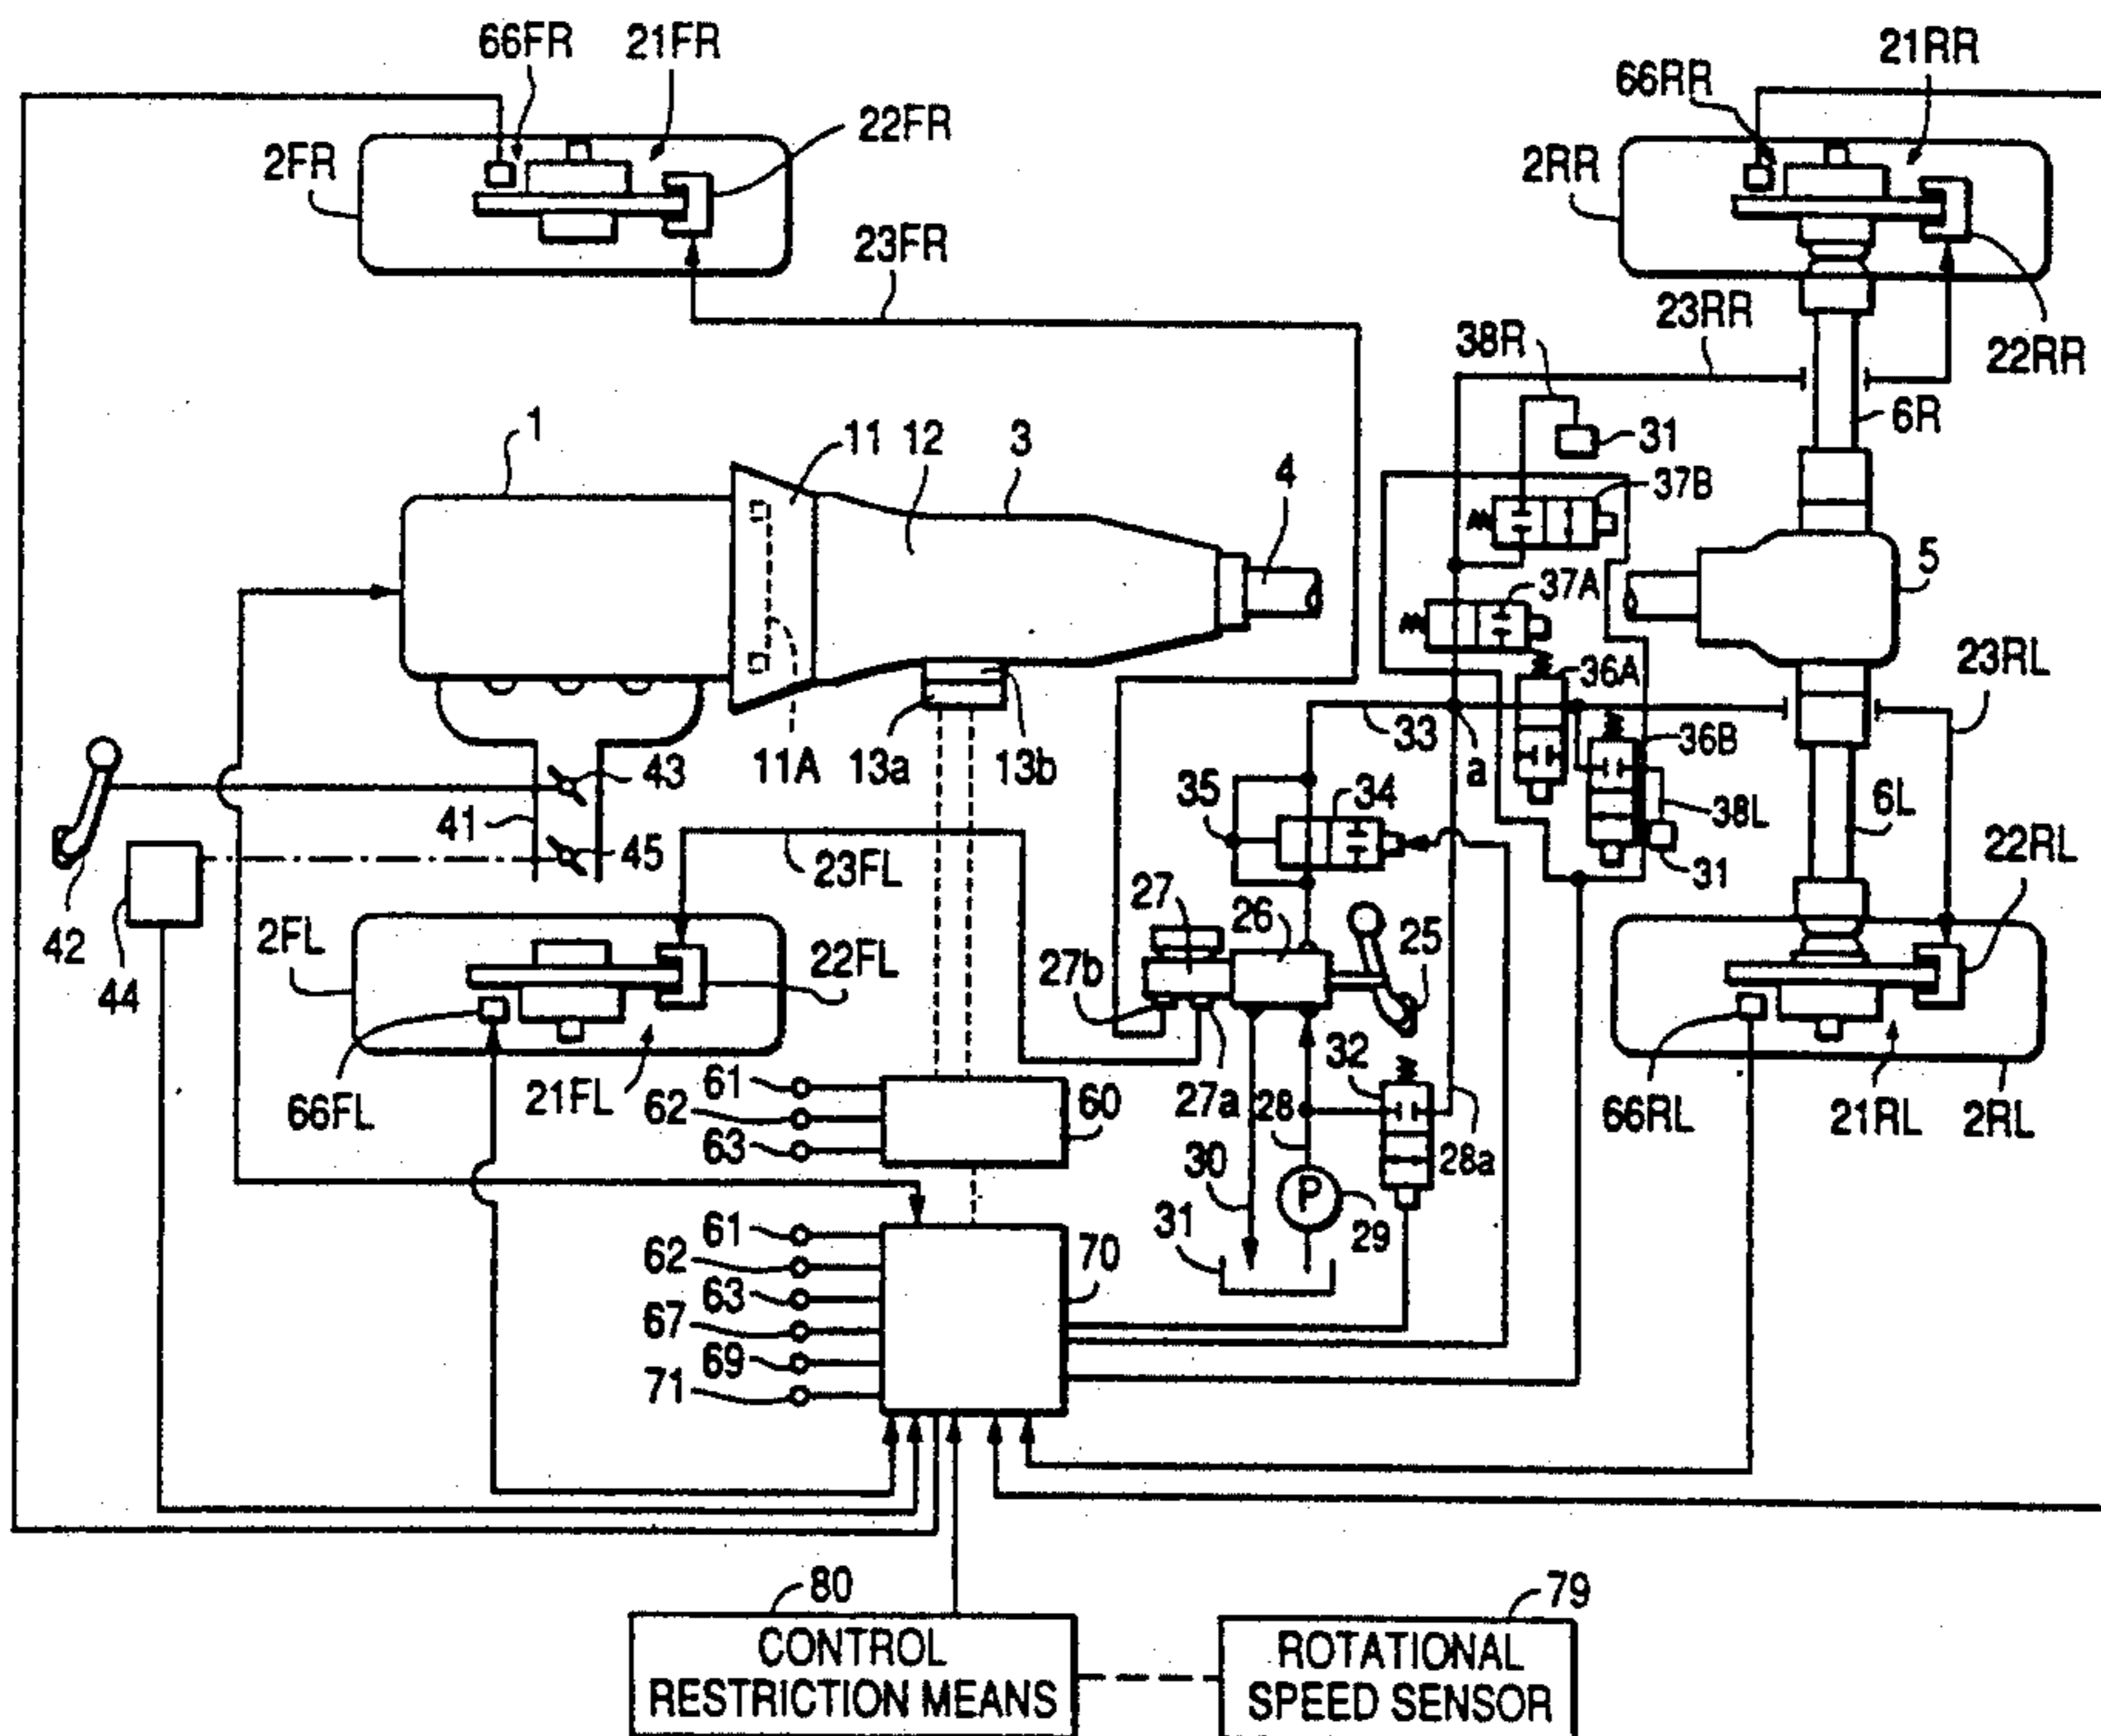 66FR 21FR 21RR
66RR
22FR
2FR 2RR
23FR
23RR
38R 22RR
1 11 12 3 6R
31
4 37B
5
37A
36A 23RL
11A 13a 13b 33 a 36B
43
35 34
41 38L 6L
45 22RL
23FL 31
27 26
42 2FL 25
44 22FL 27b
32
61
66FL 21FL 62 60 27a 28 66RL 21RL 2RL
63 28a
30
P
61 31 29
62 70
63
67
69
71
80 79
CONTROL
RESTRICTION MEANS
ROTATIONAL
SPEED SENSOR